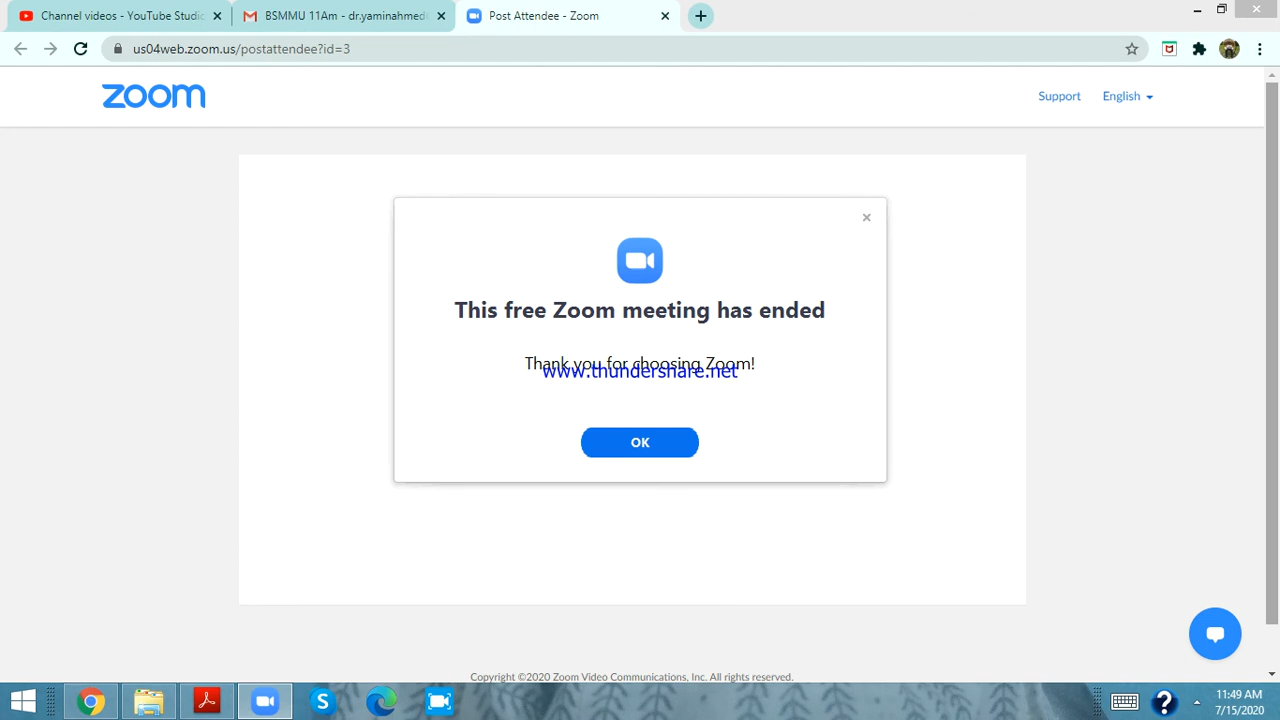 Channel videos - YouTube Studio
BSMMU 11Am - dr.yaminahmed
Post Attendee - Zoom
us04web.zoom.us/postattendee?id=3
zoom
Support
English
This free Zoom meeting has ended
Thank you for choosing Zoom!
www.thundershare.net
OK
Copyright ©2020 Zoom Video Communications, Inc. All rights reserved.
11:49 AM
7/15/2020